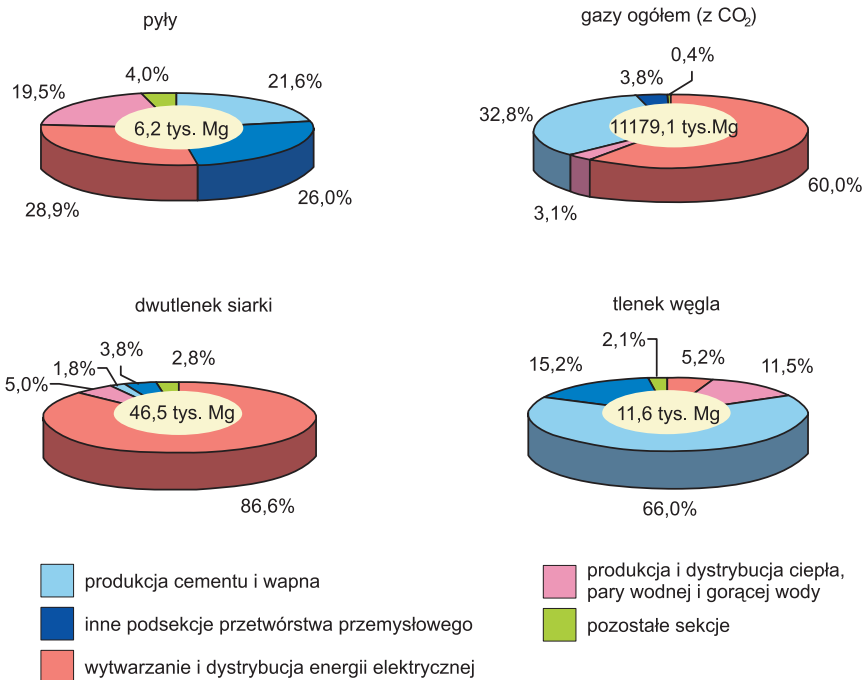 pyły
19,5%
4,0%
21,6%
6,2 tys. Mg
28,9%
26,0%
gazy ogółem (z CO₂)
0,4%
3,8%
32,8%
11179,1 tys.Mg
60,0%
3,1%
dwutlenek siarki
3,8%
2,8%
1,8%
5,0%
46,5 tys. Mg
86,6%
tlenek węgla
2,1%
5,2%
15,2%
11,5%
11,6 tys. Mg
66,0%
produkcja cementu i wapna
inne podsekcje przetwórstwa przemysłowego
wytwarzanie i dystrybucja energii elektrycznej
produkcja i dystrybucja ciepła,
pary wodnej i gorącej wody
pozostałe sekcje